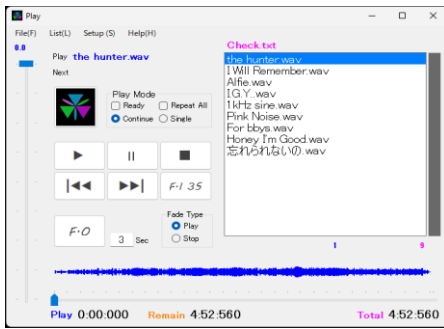 Play
File(F) List(L) Setup (S) Help(H)
0.0
Play the hunter.wav
Next
Check.txt
the hunter.wav
I Will Remember.wav
Alfie.wav
I.G.Y..wav
1kHz sine.wav
Pink Noise.wav
For bbys.wav
Honey I'm Good.wav
忘れられないの.wav
Play Mode
Ready Repeat All
Continue Single
F·I 3S
F·O
3 Sec
Fade Type
Play
Stop
1 9
Play 0:00:000 Remain 4:52:560 Total 4:52:560